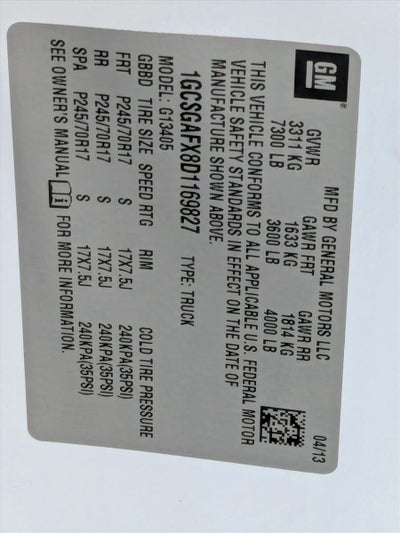 GM ®
MFD BY GENERAL MOTORS LLC 04/13
GVWR GAWR FRT GAWR RR
3311 KG 1633 KG 1814 KG
7300 LB 3600 LB 4000 LB
THIS VEHICLE CONFORMS TO ALL APPLICABLE U.S. FEDERAL MOTOR
VEHICLE SAFETY STANDARDS IN EFFECT ON THE DATE OF
MANUFACTURE SHOWN ABOVE.
1GCSGAFX8D1169827 TYPE: TRUCK
MODEL: G13405
GBBD TIRE SIZE SPEED RTG RIM COLD TIRE PRESSURE
FRT P245/70R17 S 17X7.5J 240KPA(35PSI)
RR P245/70R17 S 17X7.5J 240KPA(35PSI)
SPA P245/70R17 S 17X7.5J 240KPA(35PSI)
SEE OWNER'S MANUAL FOR MORE INFORMATION.